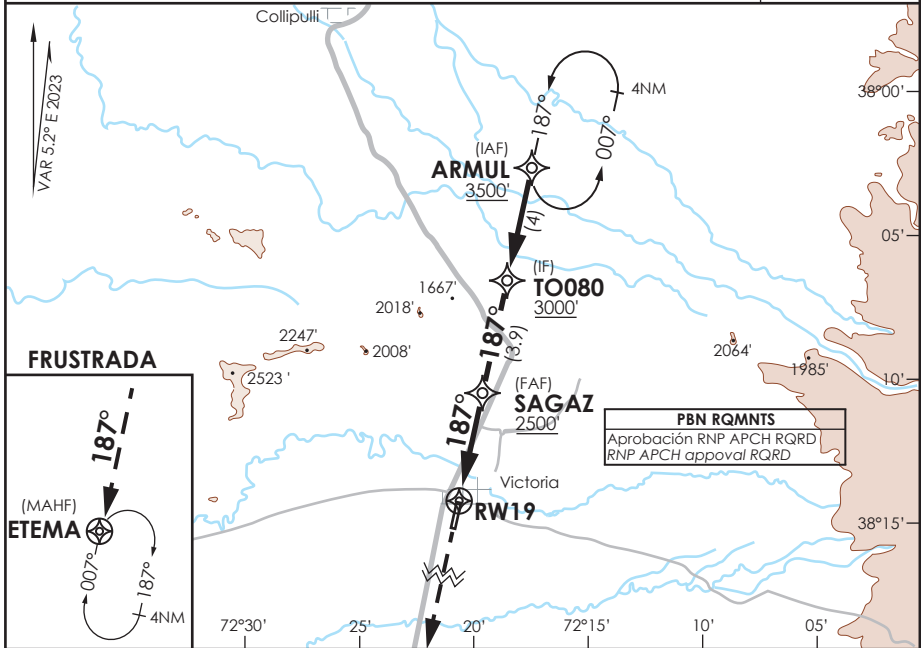 Collipulli
VAR 5.2° E 2023
4NM
187°
007°
38°00'
(IAF)
ARMUL
3500'
(4)
05'
(IF)
TO080
3000'
1667'
2018'
187°
(3.9)
2247'
2008'
2064'
1985'
FRUSTRADA
2523 '
10'
(FAF)
SAGAZ
2500'
187°
PBN RQMNTS
Aprobación RNP APCH RQRD
RNP APCH appoval RQRD
187°
Victoria
RW19
(MAHF)
ETEMA
38°15'
007°
187°
4NM
72°30'
25'
20'
72°15'
10'
05'